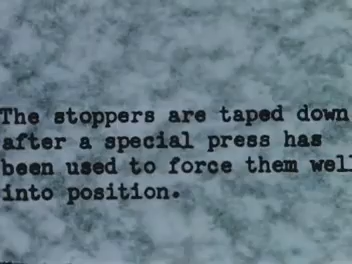 The stoppers are taped down
after a special press has
been used to force them well
into position.